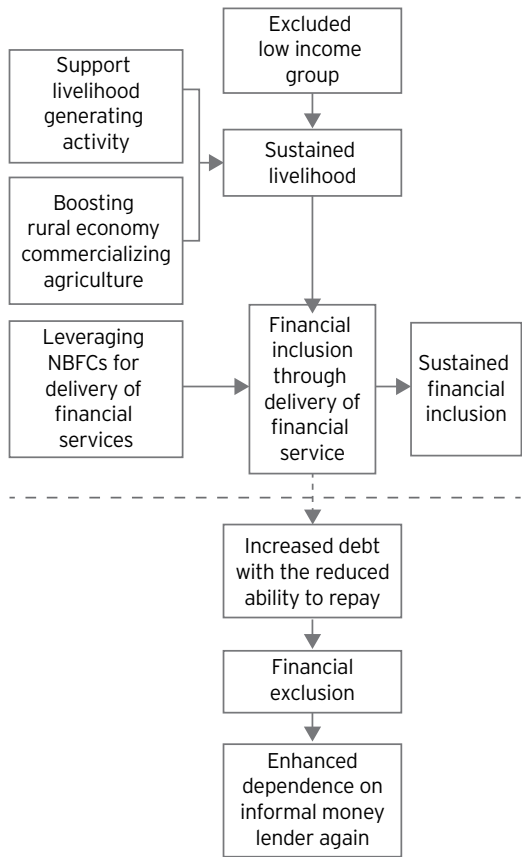 Excluded
low income
group
Support
livelihood
generating
activity
Sustained
livelihood
Boosting
rural economy
commercializing
agriculture
Leveraging
NBFCs for
delivery of
financial
services
Financial
inclusion
through
delivery of
financial
service
Sustained
financial
inclusion
Increased debt
with the reduced
ability to repay
Financial
exclusion
Enhanced
dependence on
informal money
lender again